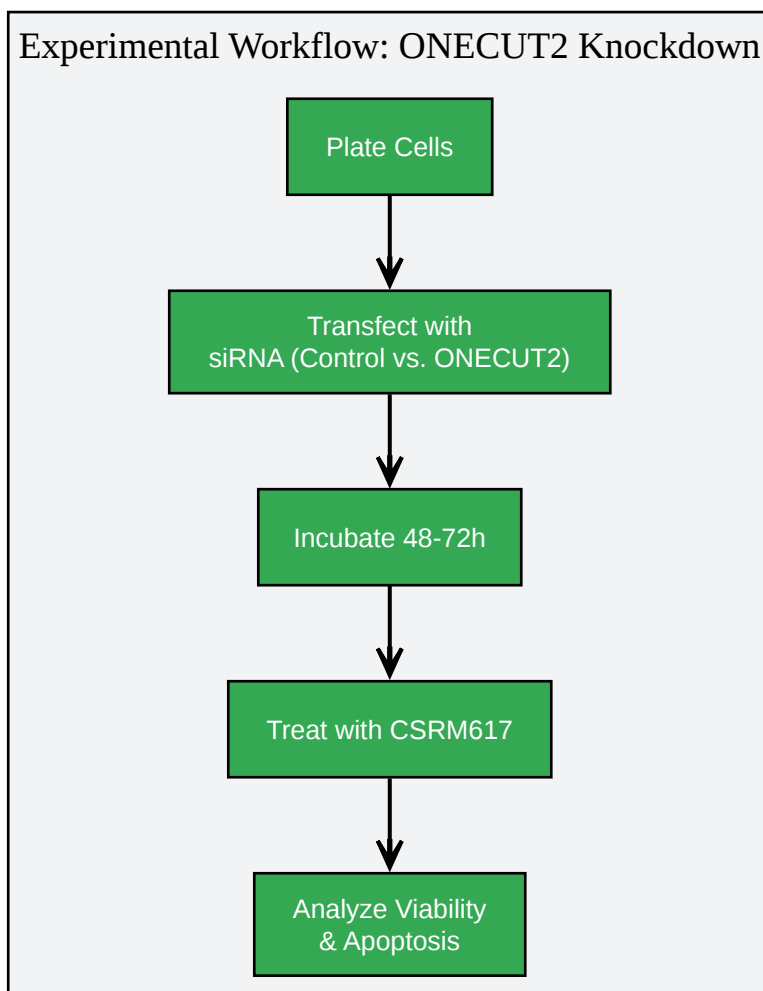 Experimental Workflow: ONECUT2 Knockdown
Plate Cells
Transfect with
siRNA (Control vs. ONECUT2)
Incubate 48-72h
Treat with CSRM617
Analyze Viability
& Apoptosis